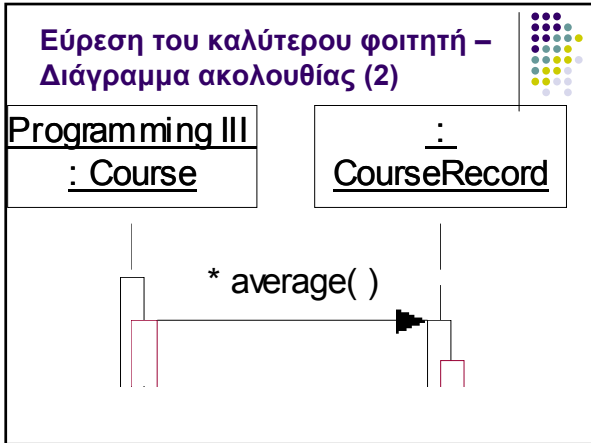 Εύρεση του καλύτερου φοιτητή –
Διάγραμμα ακολουθίας (2)
Programming III
: Course
:
CourseRecord
* average( )